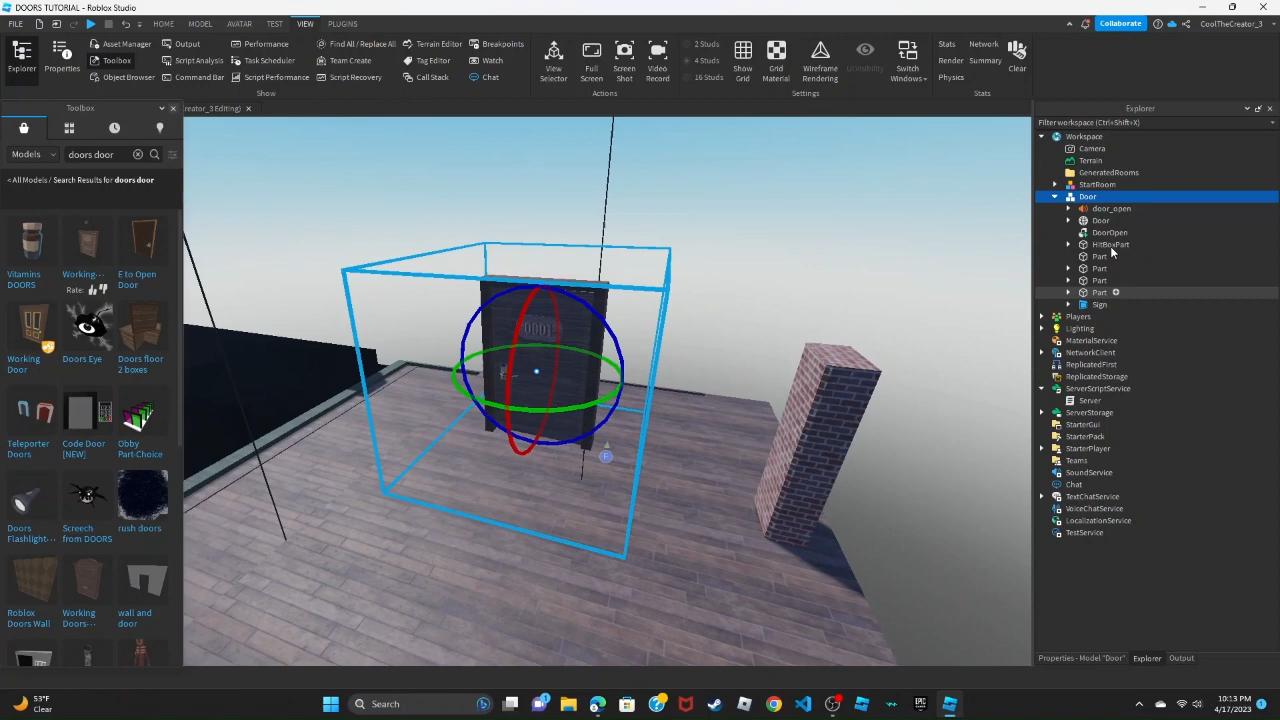 DOORS TUTORIAL - Roblox Studio
FILE HOME MODEL AVATAR TEST VIEW PLUGINS Collaborate CoolTheCreator_3
Explorer
Properties
Asset Manager
Toolbox
Object Browser
Output
Script Analysis
Command Bar
Performance
Task Scheduler
Script Performance
Find All / Replace All
Team Create
Script Recovery
Terrain Editor
Tag Editor
Call Stack
Breakpoints
Watch
Chat
Show
View Selector
Full Screen
Screen Shot
Video Record
Actions
2 Studs
4 Studs
16 Studs
Show Grid
Grid Material
Wireframe Rendering
Switch Windows
Settings
Stats
Render
Physics
Network
Summary
Clear
Stats
Toolbox
reator_3 Editing)
Explorer
Models
doors door
< All Models / Search Results for doors door
Vitamins DOORS
Working-··
Rate:
E to Open Door
Working Door
Doors Eye
Doors floor 2 boxes
Teleporter Doors
Code Door [NEW]
Obby Part-Choice
Doors Flashlight-··
Screech from DOORS
rush doors
Roblox Doors Wall
Working Doors-··
wall and door
0001
F
Filter workspace (Ctrl+Shift+X)
Workspace
Camera
Terrain
GeneratedRooms
StartRoom
Door
door_open
Door
DoorOpen
HitBoxPart
Part
Part
Part
Part
Sign
Players
Lighting
MaterialService
NetworkClient
ReplicatedFirst
ReplicatedStorage
ServerScriptService
Server
ServerStorage
StarterGui
StarterPack
StarterPlayer
Teams
SoundService
Chat
TextChatService
VoiceChatService
LocalizationService
TestService
Properties - Model "Door" Explorer Output
53°F
Clear
Search
10:13 PM
4/17/2023